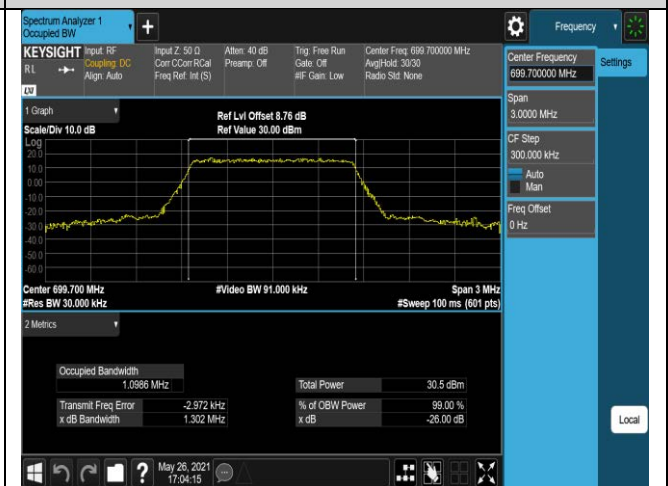 Spectrum Analyzer 1
Occupied BW
+
Frequency
KEYSIGHT
RL
LXI
Input: RF
Coupling: DC
Align: Auto
Input Z: 50 Ω
Corr CCorr RCal
Freq Ref: Int (S)
Atten: 40 dB
Preamp: Off
Trig: Free Run
Gate: Off
#IF Gain: Low
Center Freq: 699.700000 MHz
Avg|Hold: 30/30
Radio Std: None
Center Frequency
699.700000 MHz
Settings
Span
3.0000 MHz
CF Step
300.000 kHz
Auto
Man
Freq Offset
0 Hz
1 Graph
Scale/Div 10.0 dB
Ref Lvl Offset 8.76 dB
Ref Value 30.00 dBm
Log
20.0
10.0
0.00
-10.0
-20.0
-30.0
-40.0
-50.0
-60.0
Center 699.700 MHz
#Res BW 30.000 kHz
#Video BW 91.000 kHz
Span 3 MHz
#Sweep 100 ms (601 pts)
2 Metrics
Occupied Bandwidth
1.0986 MHz
Total Power 30.5 dBm
Transmit Freq Error -2.972 kHz
% of OBW Power 99.00 %
x dB Bandwidth 1.302 MHz
x dB -26.00 dB
Local
?
May 26, 2021
17:04:15